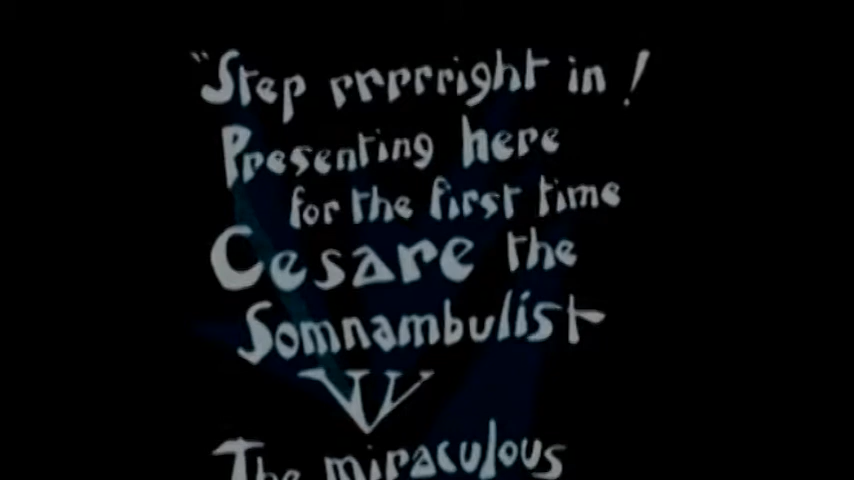 "Step rrrrright in!
Presenting here
for the first time
Cesare the
Somnambulist
The miraculous